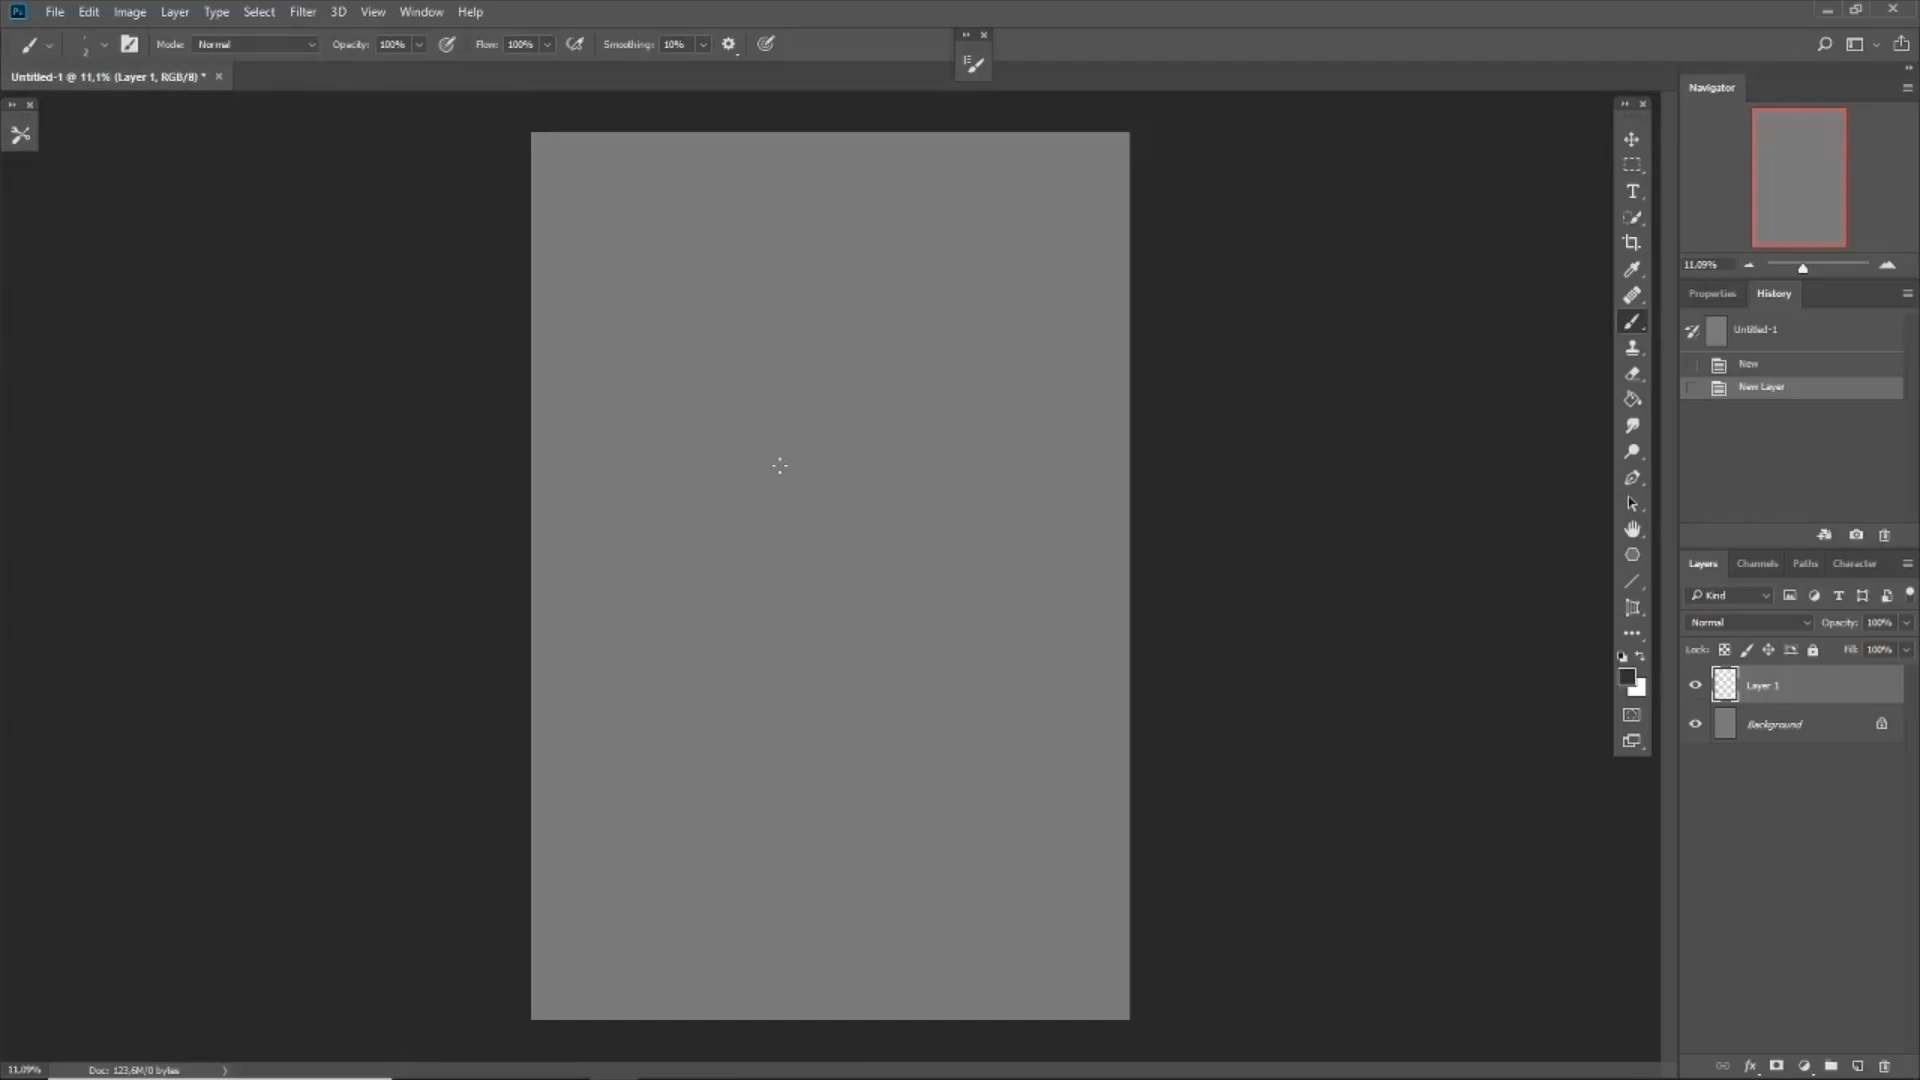 Ps File Edit Image Layer Type Select Filter 3D View Window Help
2 Mode: Normal Opacity: 100% Flow: 100% Smoothing: 10%
Untitled-1 @ 11,1% (Layer 1, RGB/8) *
Navigator
11.09%
Properties History
Untitled-1
New
New Layer
Layers Channels Paths Character
Kind
Normal Opacity: 100%
Lock: Fill: 100%
Layer 1
Background
11.09% Doc: 123,6M/0 bytes